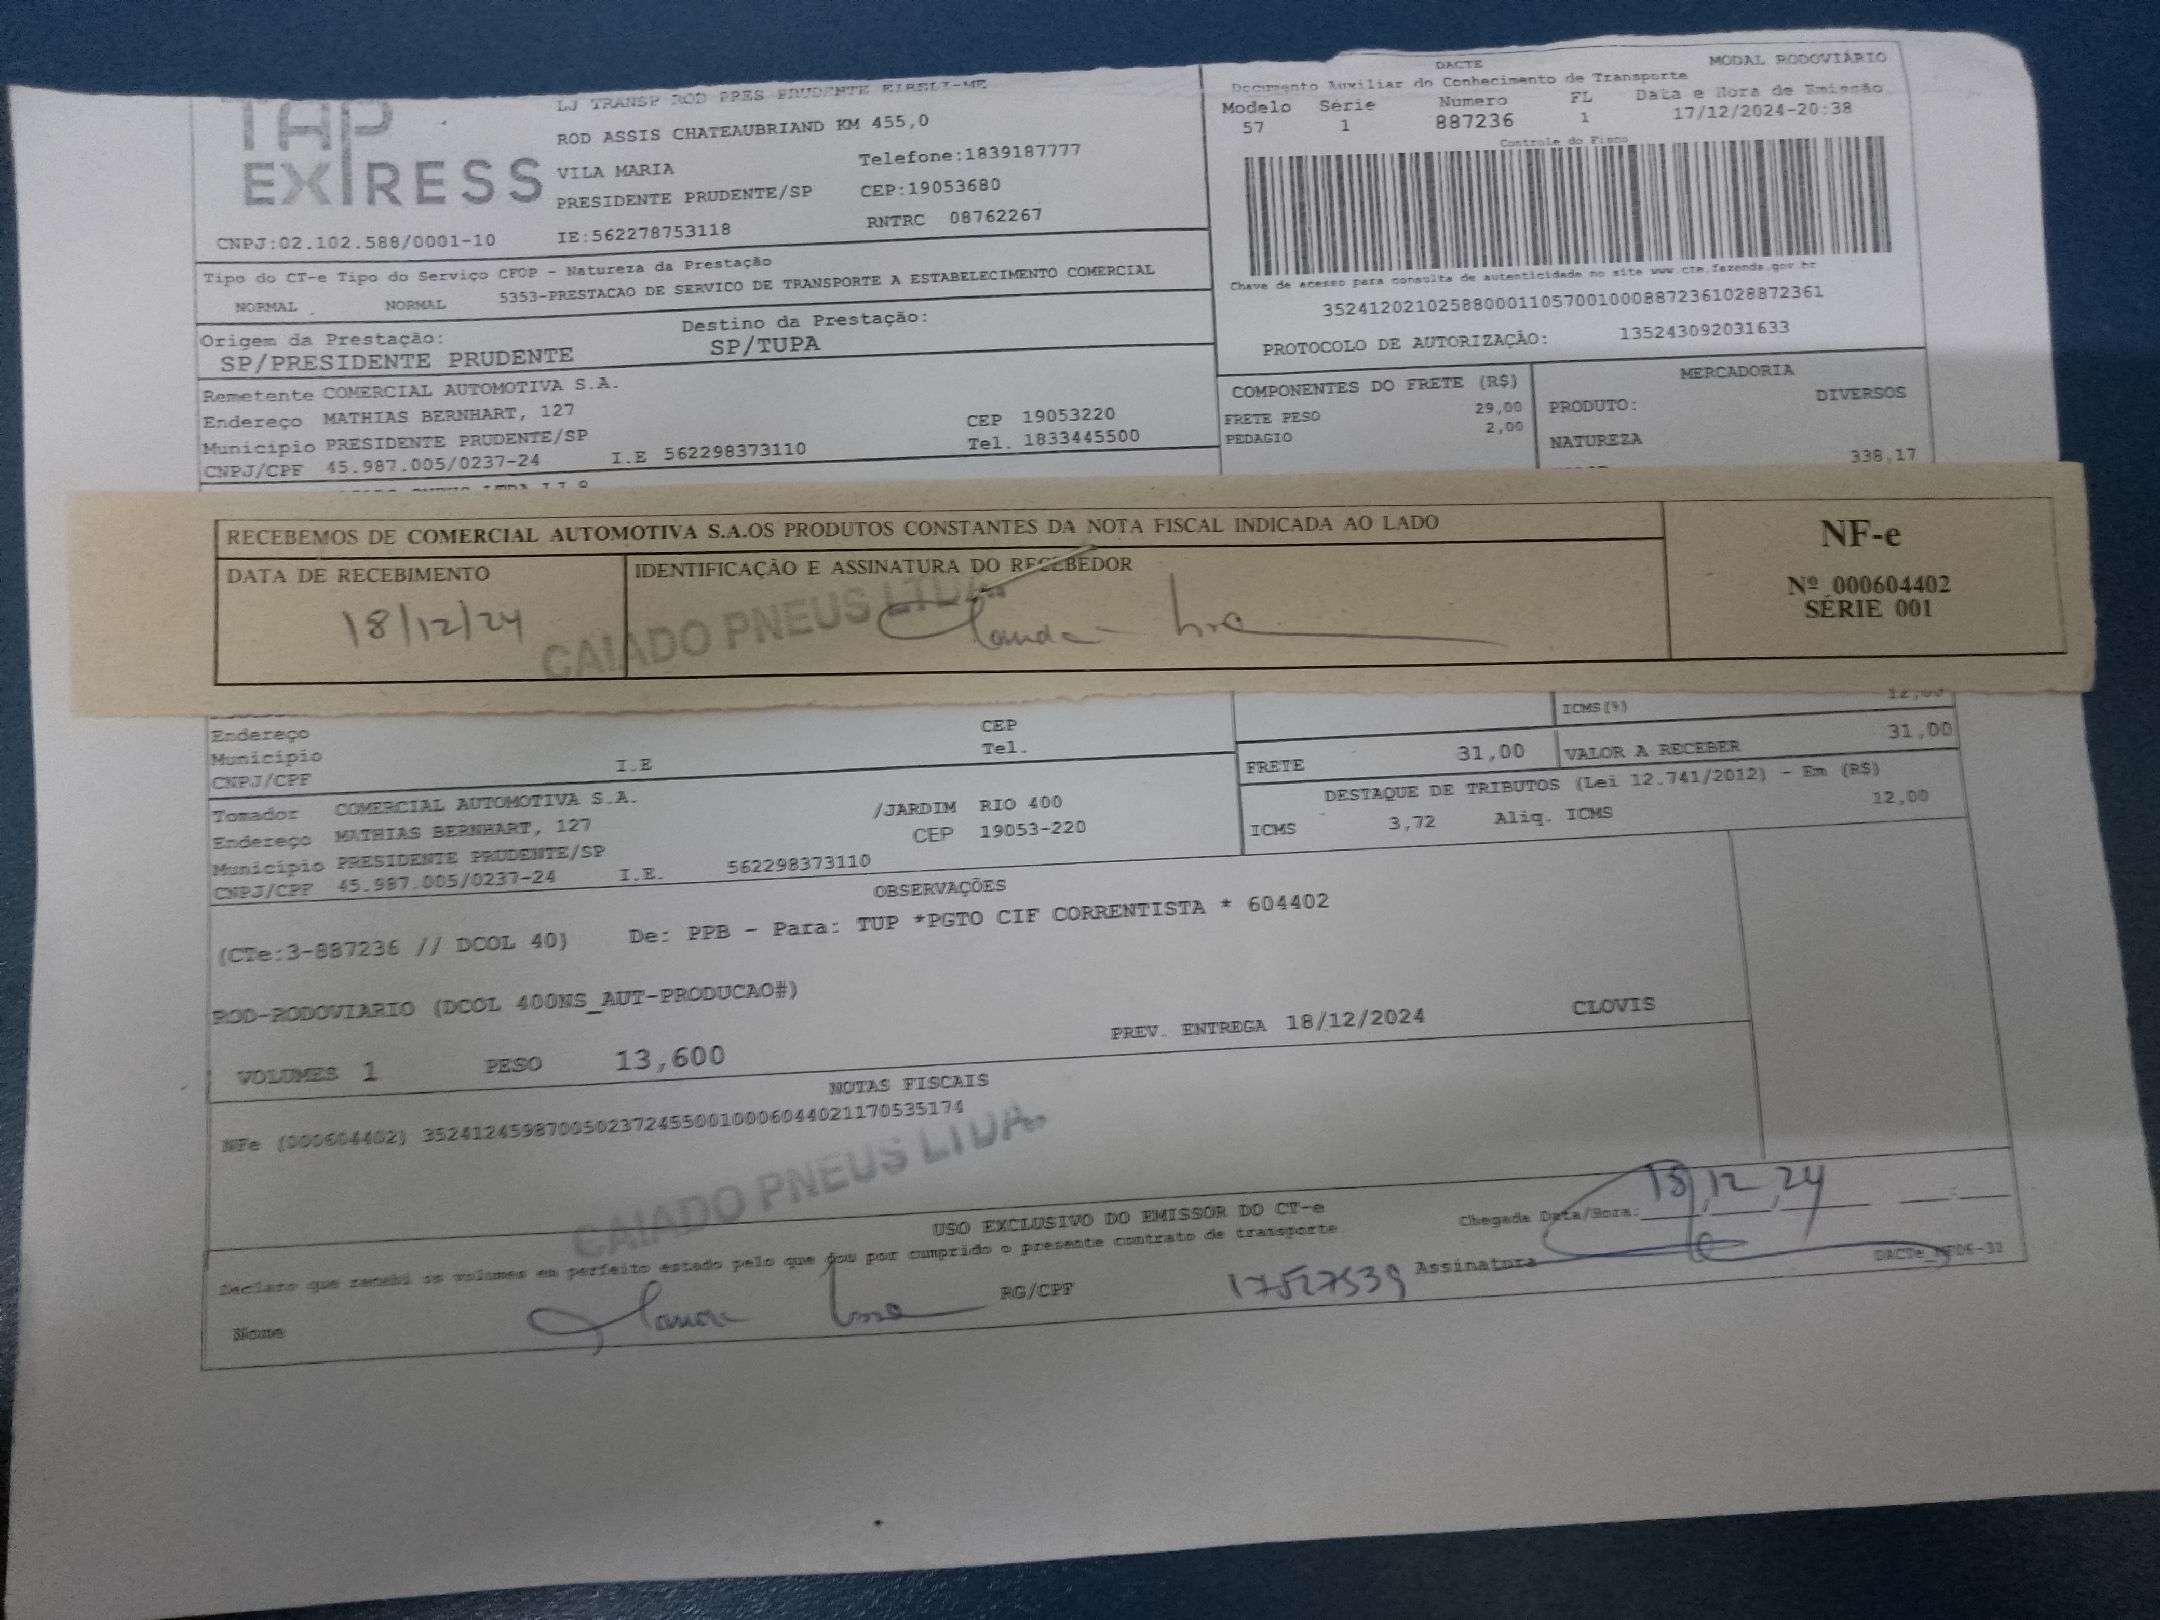 TAP
EXPRESS
LJ TRANSP ROD PRES PRUDENTE EIRELI-ME
ROD ASSIS CHATEAUBRIAND KM 455,0
VILA MARIA Telefone:1839187777
PRESIDENTE PRUDENTE/SP CEP:19053680
CNPJ:02.102.588/0001-10 IE:562278753118 RNTRC 08762267
DACTE MODAL RODOVIÁRIO
Documento Auxiliar do Conhecimento de Transporte
Modelo Série Número FL Data e Hora de Emissão
57 1 887236 1 17/12/2024-20:38
Controle do Fisco
Chave de acesso para consulta de autenticidade no site www.cte.fazenda.gov.br
35241202102588000110570010008872361028872361
PROTOCOLO DE AUTORIZAÇÃO: 135243092031633
Tipo do CT-e Tipo do Serviço CFOP - Natureza da Prestação
NORMAL NORMAL 5353-PRESTACAO DE SERVICO DE TRANSPORTE A ESTABELECIMENTO COMERCIAL
Origem da Prestação: Destino da Prestação:
SP/PRESIDENTE PRUDENTE SP/TUPA
Remetente COMERCIAL AUTOMOTIVA S.A.
Endereço MATHIAS BERNHART, 127 CEP 19053220
Município PRESIDENTE PRUDENTE/SP Tel. 1833445500
CNPJ/CPF 45.987.005/0237-24 I.E 562298373110
COMPONENTES DO FRETE (R$) MERCADORIA
FRETE PESO 29,00 PRODUTO: DIVERSOS
PEDAGIO 2,00 NATUREZA
338,17
RECEBEMOS DE COMERCIAL AUTOMOTIVA S.A.OS PRODUTOS CONSTANTES DA NOTA FISCAL INDICADA AO LADO
DATA DE RECEBIMENTO IDENTIFICAÇÃO E ASSINATURA DO RECEBEDOR
18/12/24
CAIADO PNEUS LTDA.
NF-e
Nº 000604402
SÉRIE 001
ICMS(%) 12,00
Endereço CEP
Município Tel.
CNPJ/CPF I.E
FRETE 31,00 VALOR A RECEBER 31,00
DESTAQUE DE TRIBUTOS (Lei 12.741/2012) - Em (R$)
ICMS 3,72 Aliq. ICMS 12,00
Tomador COMERCIAL AUTOMOTIVA S.A. /JARDIM RIO 400
Endereço MATHIAS BERNHART, 127 CEP 19053-220
Município PRESIDENTE PRUDENTE/SP
CNPJ/CPF 45.987.005/0237-24 I.E. 562298373110
OBSERVAÇÕES
(CTe:3-887236 // DCOL 40) De: PPB - Para: TUP *PGTO CIF CORRENTISTA * 604402
ROD-RODOVIARIO (DCOL 400NS_AUT-PRODUCAO#)
PREV. ENTREGA 18/12/2024 CLOVIS
VOLUMES 1 PESO 13,600
NOTAS FISCAIS
NFe (000604402) 35241245987005023724550010006044021170535174
CAIADO PNEUS LTDA.
USO EXCLUSIVO DO EMISSOR DO CT-e
Chegada Data/Hora: 18/12/24
Declaro que recebi os volumes em perfeito estado pelo que dou por cumprido o presente contrato de transporte
Nome RG/CPF 17527539 Assinatura